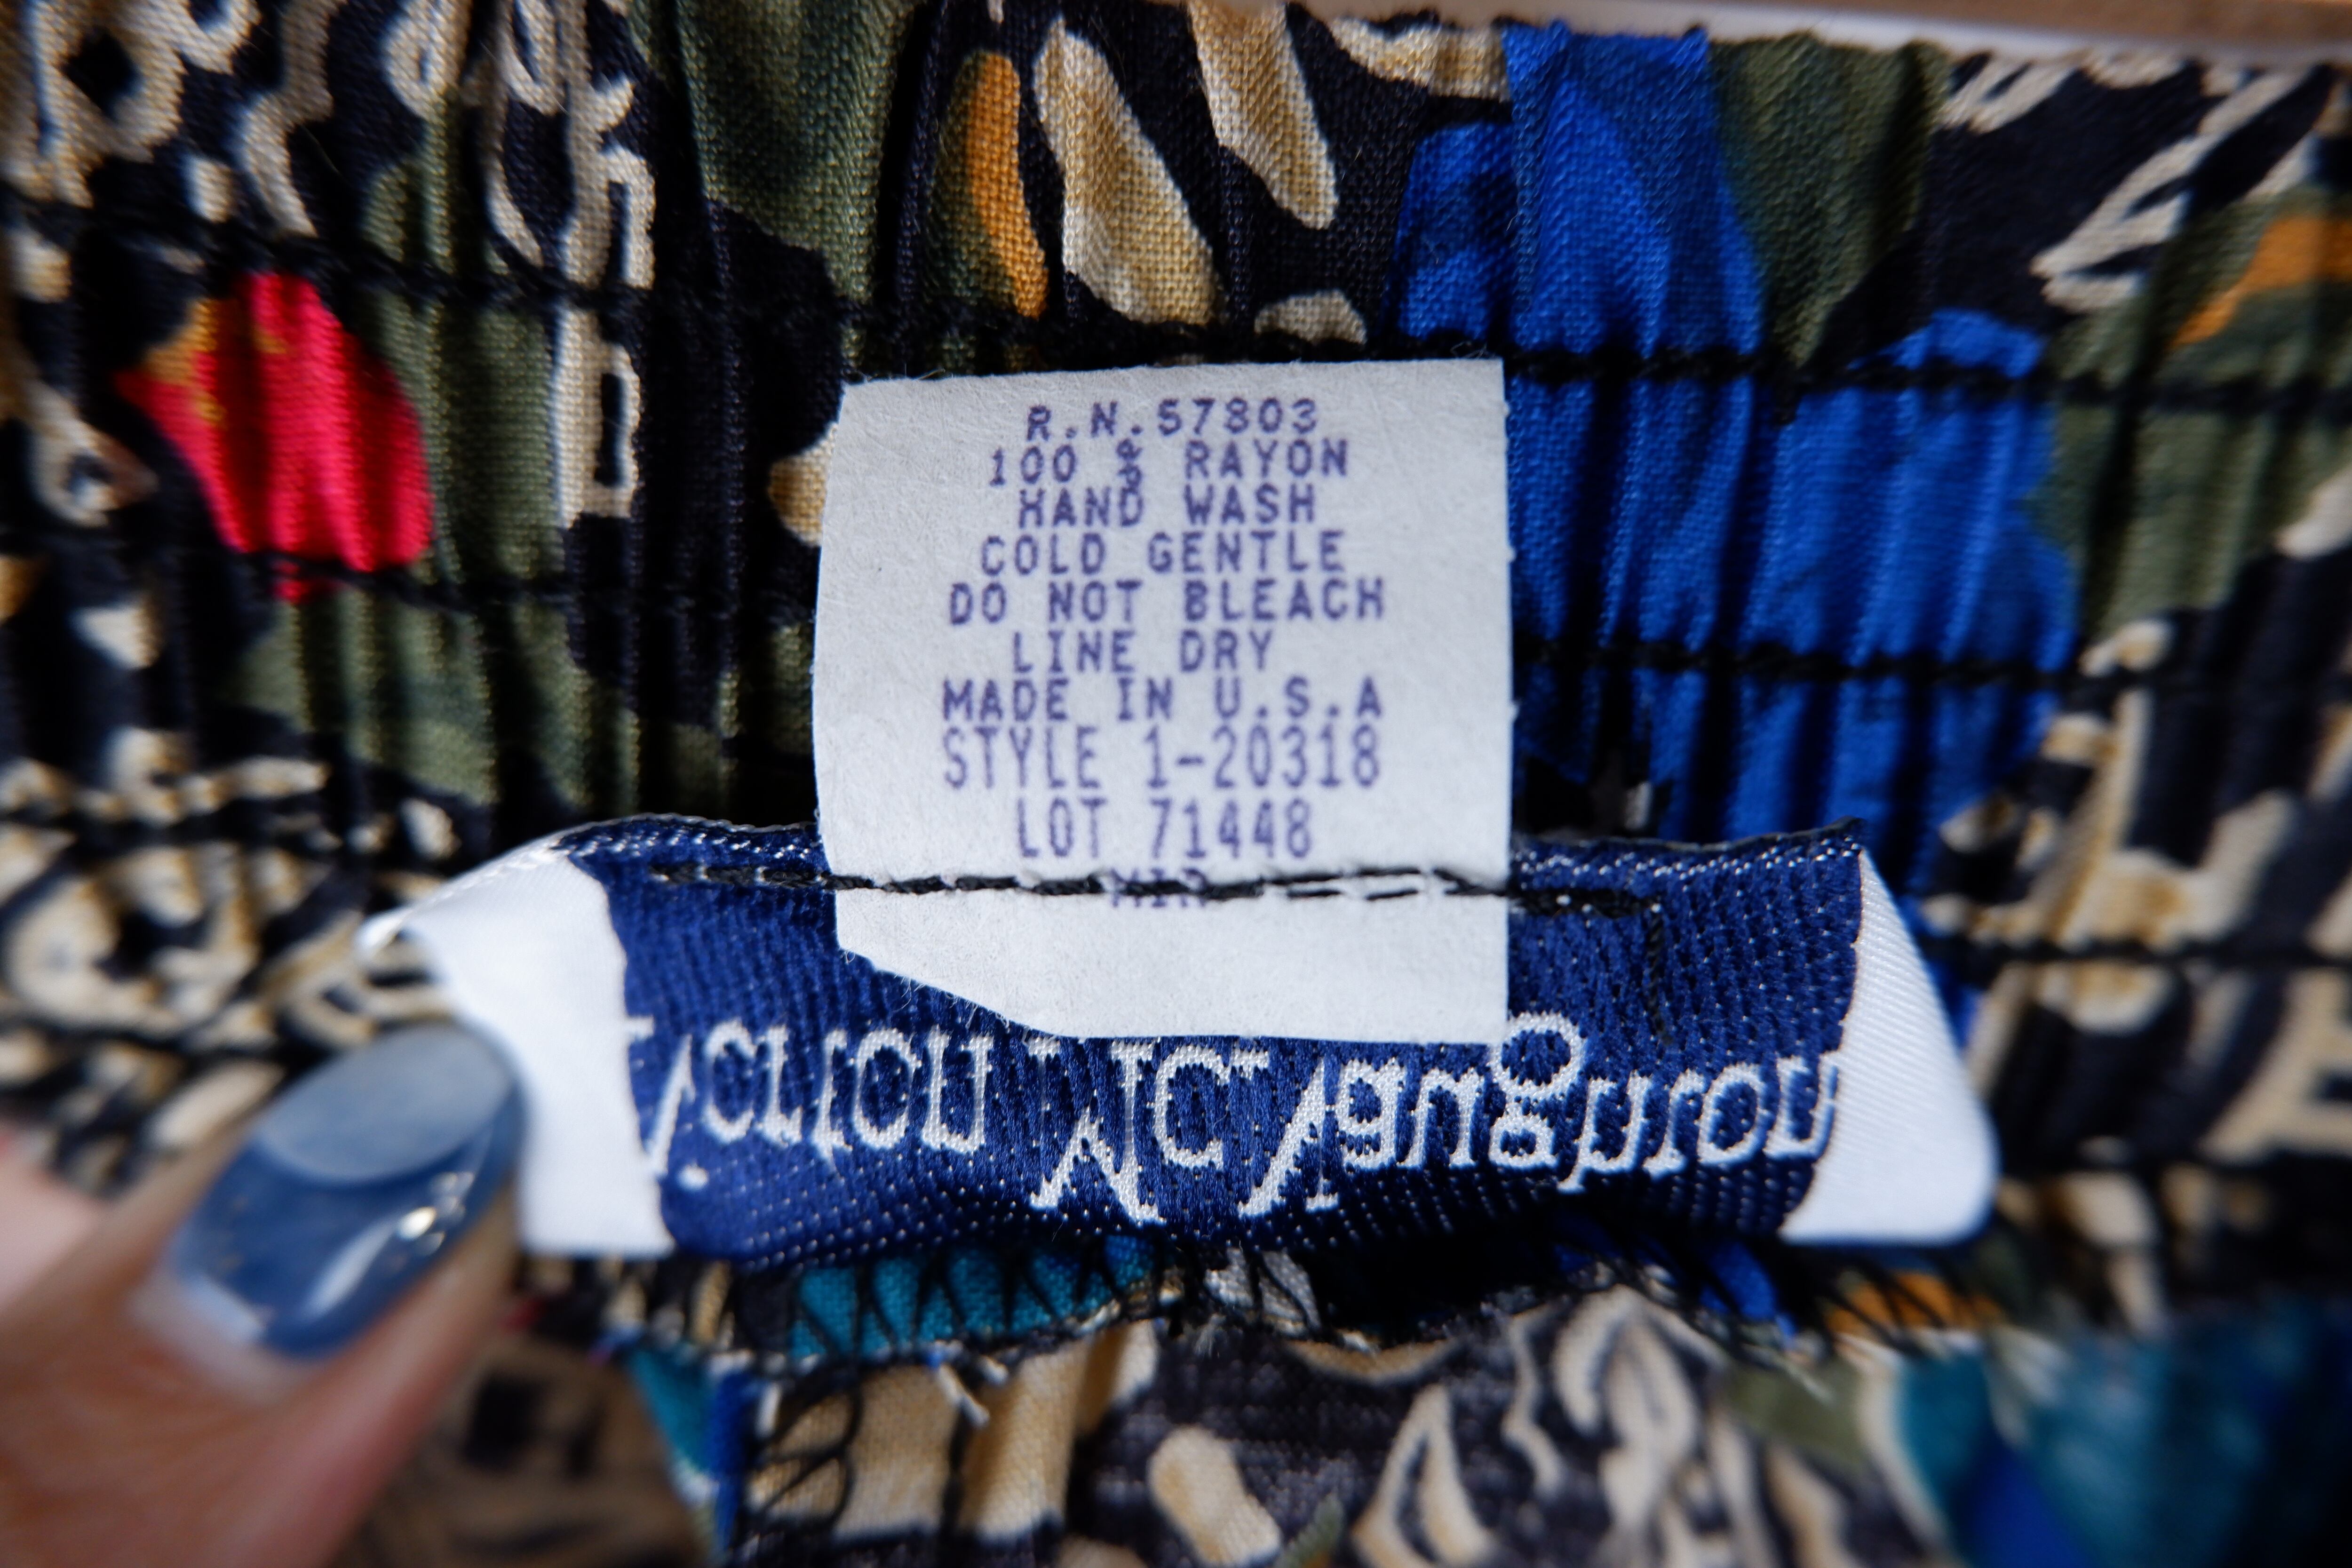 R.N.57803
100 % RAYON
HAND WASH
COLD GENTLE
DO NOT BLEACH
LINE DRY
MADE IN U.S.A
STYLE 1-20318
LOT 71448